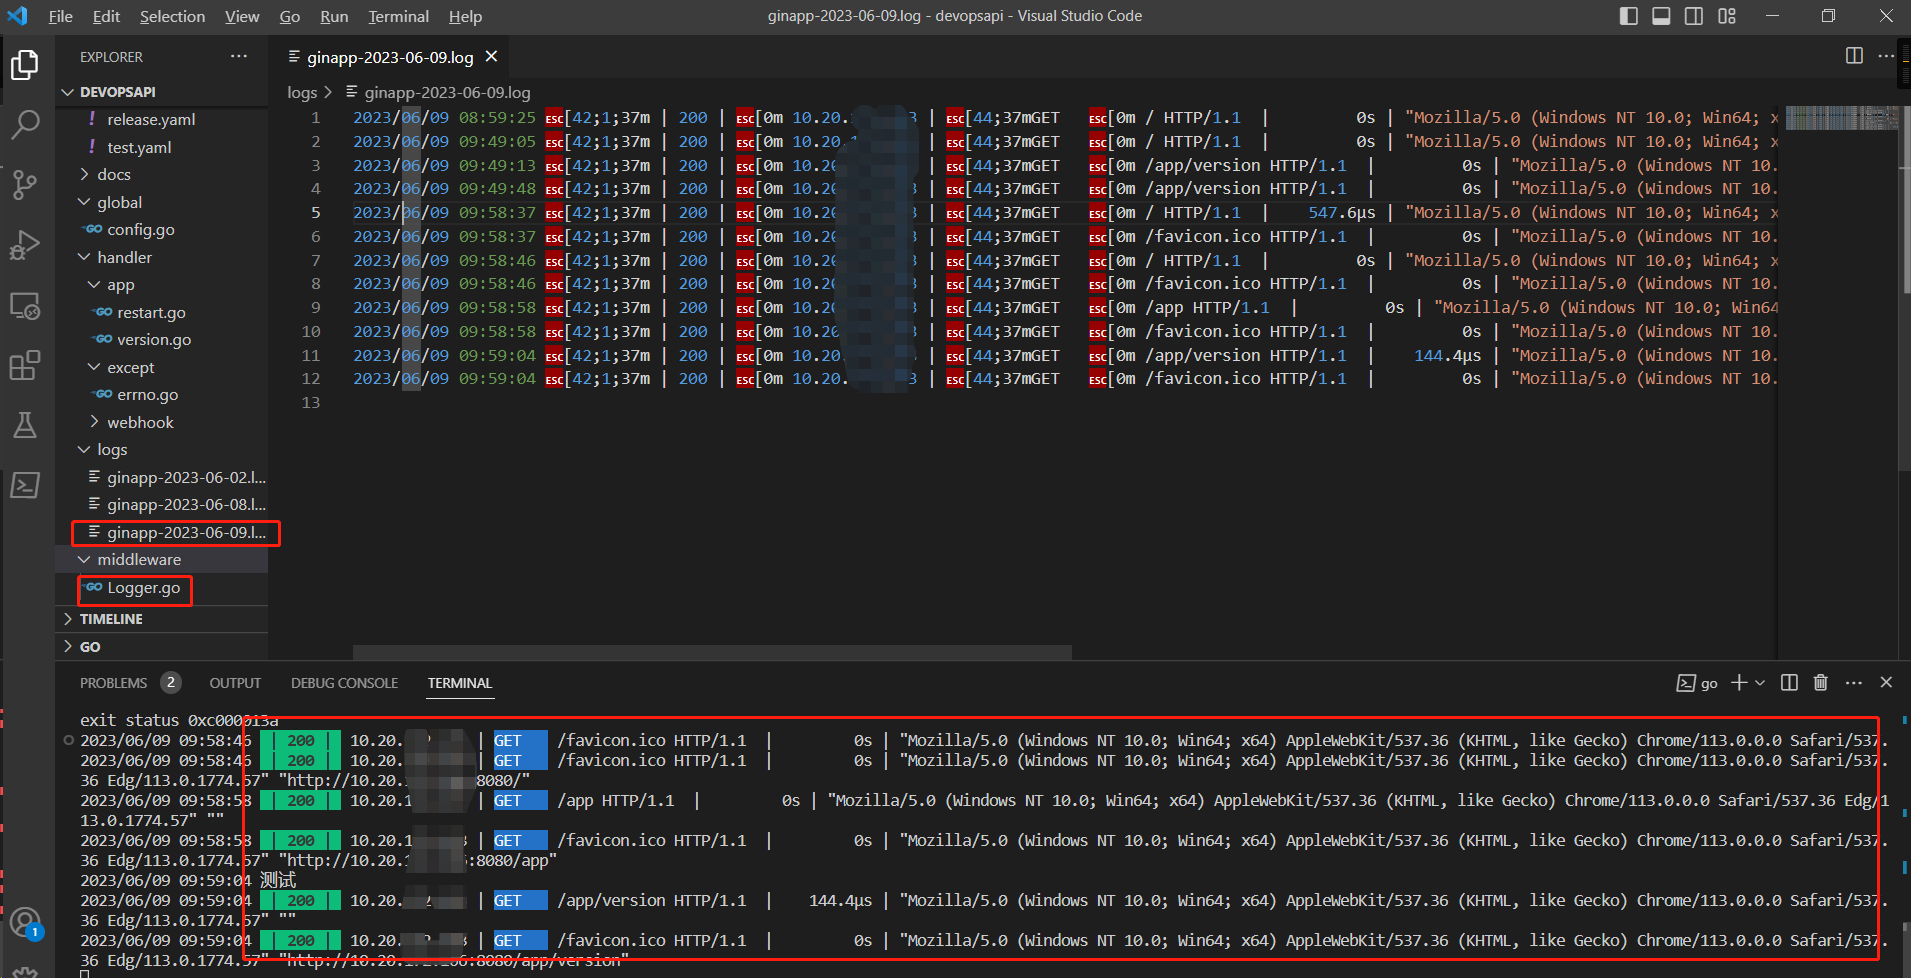 File Edit Selection View Go Run Terminal Help
ginapp-2023-06-09.log - devopsapi - Visual Studio Code
EXPLORER
DEVOPSAPI
release.yaml
test.yaml
docs
global
config.go
handler
app
restart.go
version.go
except
errno.go
webhook
logs
ginapp-2023-06-02.l...
ginapp-2023-06-08.l...
ginapp-2023-06-09.l...
middleware
Logger.go
TIMELINE
GO
ginapp-2023-06-09.log
logs > ginapp-2023-06-09.log
1 2023/06/09 08:59:25 ESC[42;1;37m | 200 | ESC[0m 10.20. 3 | ESC[44;37mGET ESC[0m / HTTP/1.1 | 0s | "Mozilla/5.0 (Windows NT 10.0; Win64; x
2 2023/06/09 09:49:05 ESC[42;1;37m | 200 | ESC[0m 10.20. | ESC[44;37mGET ESC[0m / HTTP/1.1 | 0s | "Mozilla/5.0 (Windows NT 10.0; Win64; x
3 2023/06/09 09:49:13 ESC[42;1;37m | 200 | ESC[0m 10.20 | ESC[44;37mGET ESC[0m /app/version HTTP/1.1 | 0s | "Mozilla/5.0 (Windows NT 10.
4 2023/06/09 09:49:48 ESC[42;1;37m | 200 | ESC[0m 10.20 3 | ESC[44;37mGET ESC[0m /app/version HTTP/1.1 | 0s | "Mozilla/5.0 (Windows NT 10.
5 2023/06/09 09:58:37 ESC[42;1;37m | 200 | ESC[0m 10.20 3 | ESC[44;37mGET ESC[0m / HTTP/1.1 | 547.6µs | "Mozilla/5.0 (Windows NT 10.0; Win64; x
6 2023/06/09 09:58:37 ESC[42;1;37m | 200 | ESC[0m 10.20 3 | ESC[44;37mGET ESC[0m /favicon.ico HTTP/1.1 | 0s | "Mozilla/5.0 (Windows NT 10.
7 2023/06/09 09:58:46 ESC[42;1;37m | 200 | ESC[0m 10.20 3 | ESC[44;37mGET ESC[0m / HTTP/1.1 | 0s | "Mozilla/5.0 (Windows NT 10.0; Win64; x
8 2023/06/09 09:58:46 ESC[42;1;37m | 200 | ESC[0m 10.20 3 | ESC[44;37mGET ESC[0m /favicon.ico HTTP/1.1 | 0s | "Mozilla/5.0 (Windows NT 10.
9 2023/06/09 09:58:58 ESC[42;1;37m | 200 | ESC[0m 10.20 3 | ESC[44;37mGET ESC[0m /app HTTP/1.1 | 0s | "Mozilla/5.0 (Windows NT 10.0; Win64
10 2023/06/09 09:58:58 ESC[42;1;37m | 200 | ESC[0m 10.20 3 | ESC[44;37mGET ESC[0m /favicon.ico HTTP/1.1 | 0s | "Mozilla/5.0 (Windows NT 10.
11 2023/06/09 09:59:04 ESC[42;1;37m | 200 | ESC[0m 10.20 | ESC[44;37mGET ESC[0m /app/version HTTP/1.1 | 144.4µs | "Mozilla/5.0 (Windows NT 10.
12 2023/06/09 09:59:04 ESC[42;1;37m | 200 | ESC[0m 10.20. 3 | ESC[44;37mGET ESC[0m /favicon.ico HTTP/1.1 | 0s | "Mozilla/5.0 (Windows NT 10.
13
PROBLEMS 2 OUTPUT DEBUG CONSOLE TERMINAL
go
exit status 0xc000013a
2023/06/09 09:58:46 | 200 | 10.20. | GET /favicon.ico HTTP/1.1 | 0s | "Mozilla/5.0 (Windows NT 10.0; Win64; x64) AppleWebKit/537.36 (KHTML, like Gecko) Chrome/113.0.0.0 Safari/537.
2023/06/09 09:58:46 | 200 | 10.20. | GET /favicon.ico HTTP/1.1 | 0s | "Mozilla/5.0 (Windows NT 10.0; Win64; x64) AppleWebKit/537.36 (KHTML, like Gecko) Chrome/113.0.0.0 Safari/537.
36 Edg/113.0.1774.57" "http://10.20. :8080/"
2023/06/09 09:58:58 | 200 | 10.20.1 | GET /app HTTP/1.1 | 0s | "Mozilla/5.0 (Windows NT 10.0; Win64; x64) AppleWebKit/537.36 (KHTML, like Gecko) Chrome/113.0.0.0 Safari/537.36 Edg/1
13.0.1774.57" ""
2023/06/09 09:58:58 | 200 | 10.20.1 | GET /favicon.ico HTTP/1.1 | 0s | "Mozilla/5.0 (Windows NT 10.0; Win64; x64) AppleWebKit/537.36 (KHTML, like Gecko) Chrome/113.0.0.0 Safari/537.
36 Edg/113.0.1774.57" "http://10.20. :8080/app"
2023/06/09 09:59:04 测试
2023/06/09 09:59:04 | 200 | 10.20. | GET /app/version HTTP/1.1 | 144.4µs | "Mozilla/5.0 (Windows NT 10.0; Win64; x64) AppleWebKit/537.36 (KHTML, like Gecko) Chrome/113.0.0.0 Safari/537.
36 Edg/113.0.1774.57" ""
2023/06/09 09:59:04 | 200 | 10.20. | GET /favicon.ico HTTP/1.1 | 0s | "Mozilla/5.0 (Windows NT 10.0; Win64; x64) AppleWebKit/537.36 (KHTML, like Gecko) Chrome/113.0.0.0 Safari/537.
36 Edg/113.0.1774.57" "http://10.20. :8080/app/version"
1